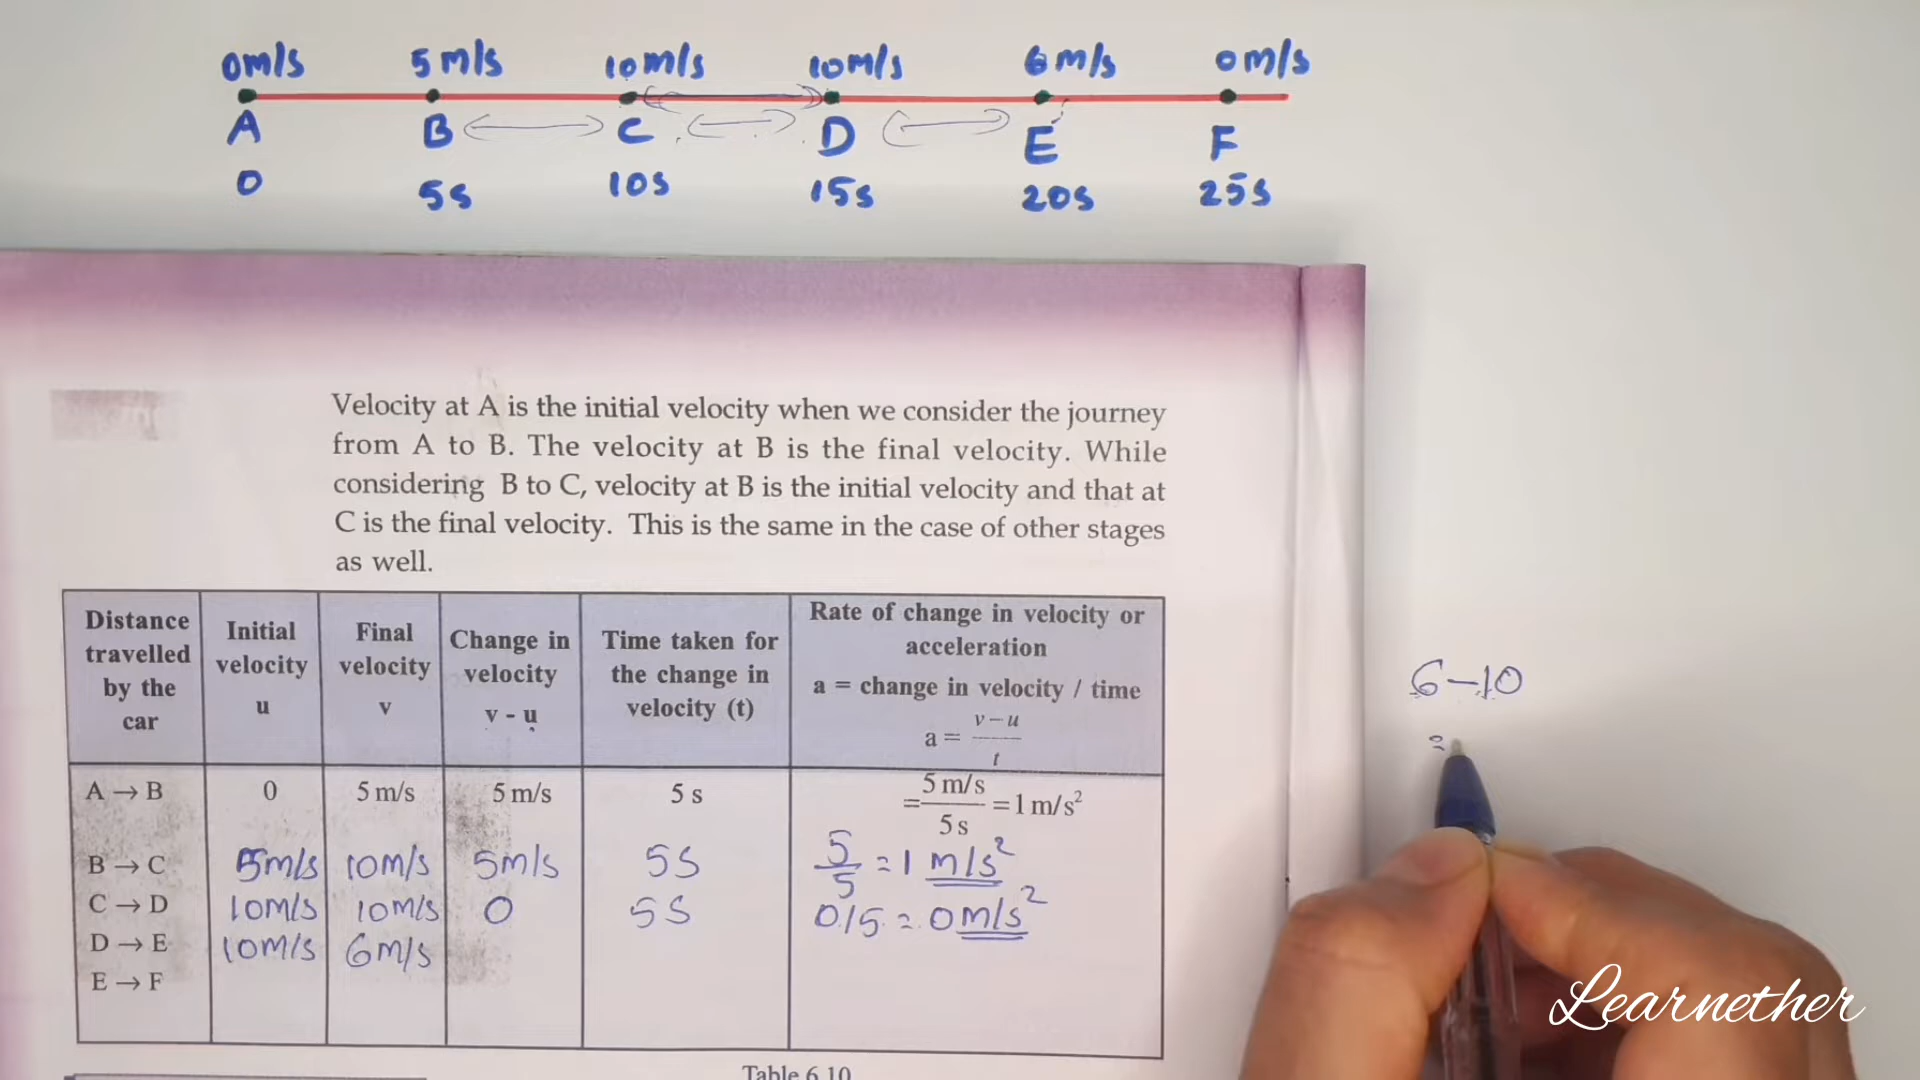 0m/s 5m/s 10m/s 10m/s 6m/s 0m/s
A B C D E F
0 5s 10s 15s 20s 25s
Velocity at A is the initial velocity when we consider the journey
from A to B. The velocity at B is the final velocity. While
considering B to C, velocity at B is the initial velocity and that at
C is the final velocity. This is the same in the case of other stages
as well.
Distance travelled by the car
Initial velocity u
Final velocity v
Change in velocity v - u
Time taken for the change in velocity (t)
Rate of change in velocity or acceleration
a = change in velocity / time
a = v – u / t
6-10
=
A → B 0 5 m/s 5 m/s 5 s = 5 m/s / 5 s = 1 m/s²
B → C 5m/s 10m/s 5m/s 5S 5/5 = 1 m/s²
C → D 10m/s 10m/s 0 5S 0/5 = 0 m/s²
D → E 10m/s 6m/s
E → F
Learnether
Table 6.10